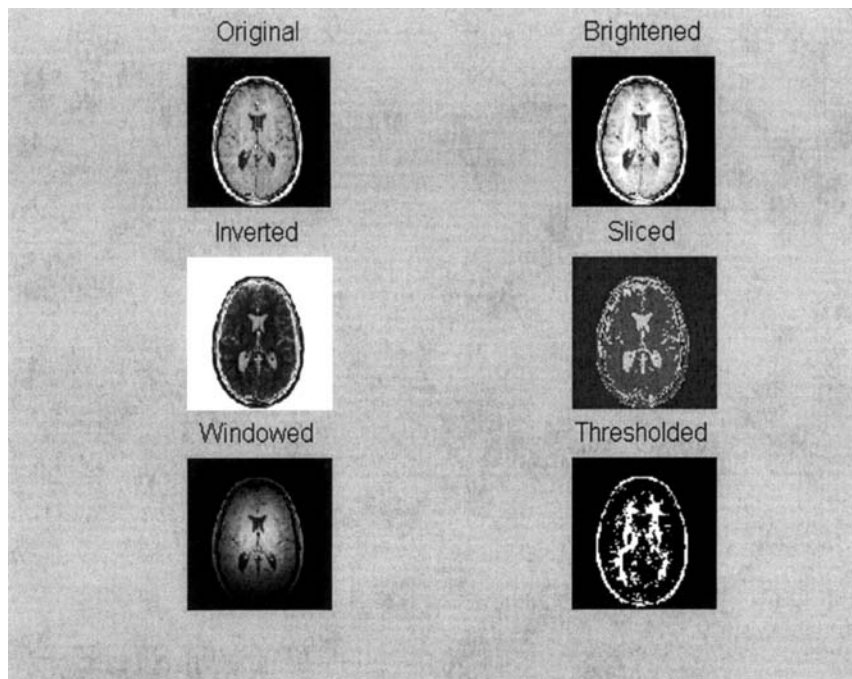 Original
Brightened
Inverted
Sliced
Windowed
Thresholded